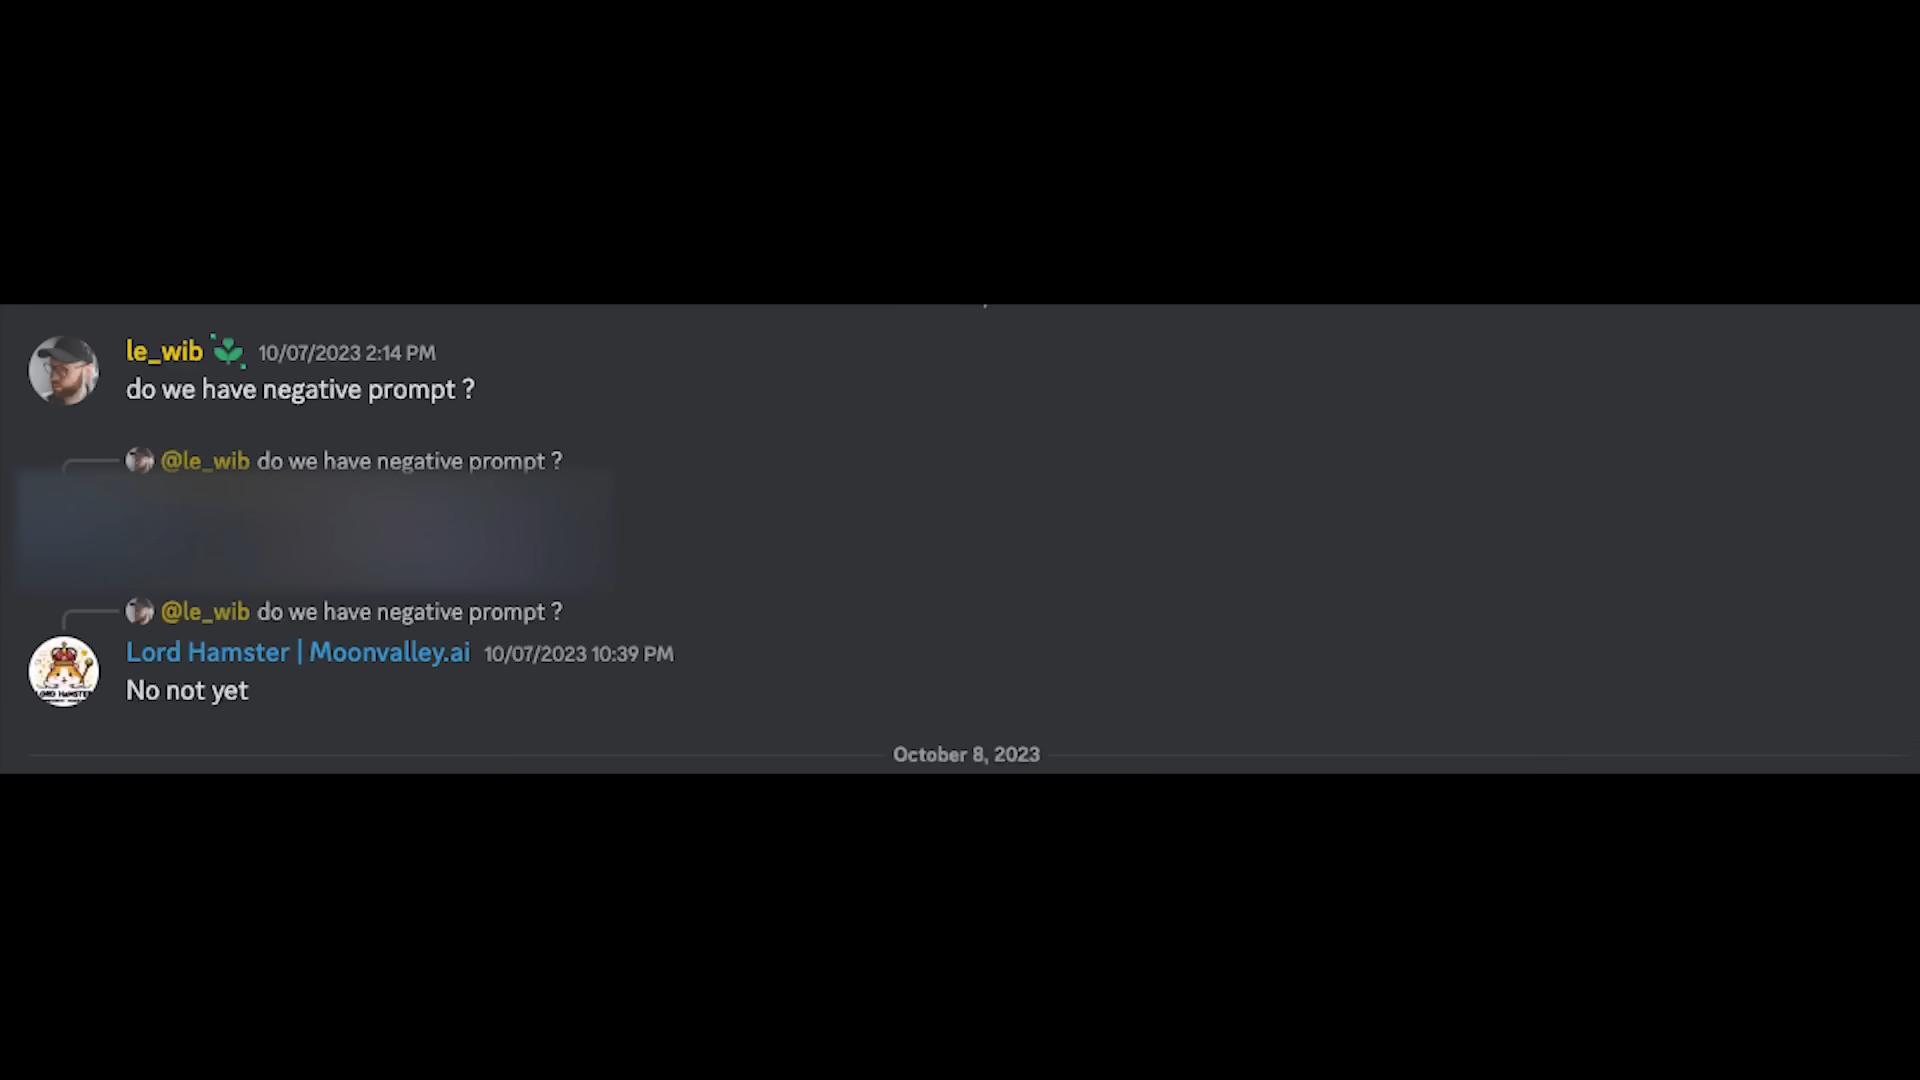 le_wib 10/07/2023 2:14 PM
do we have negative prompt ?
@le_wib do we have negative prompt ?
@le_wib do we have negative prompt ?
Lord Hamster | Moonvalley.ai 10/07/2023 10:39 PM
No not yet
October 8, 2023